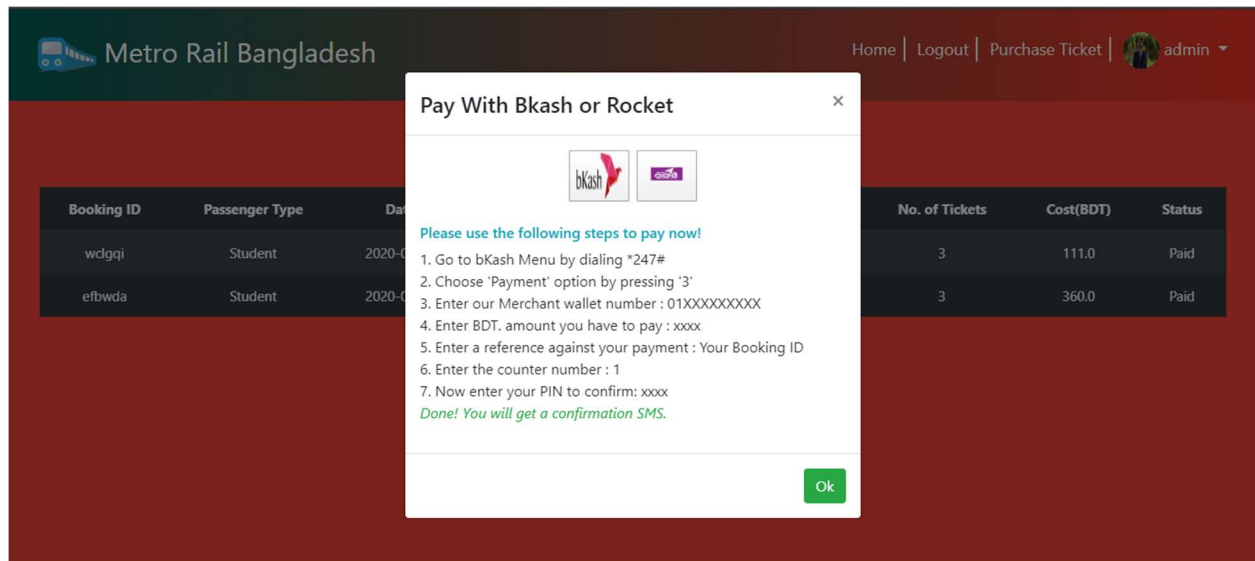 Metro Rail Bangladesh
Home | Logout | Purchase Ticket | admin
Pay With Bkash or Rocket ×
bKash
Booking ID Passenger Type Dat No. of Tickets Cost(BDT) Status
wclgqi Student 2020-0 3 111.0 Paid
efbwda Student 2020-0 3 360.0 Paid
Please use the following steps to pay now!
1. Go to bKash Menu by dialing *247#
2. Choose 'Payment' option by pressing '3'
3. Enter our Merchant wallet number : 01XXXXXXXXX
4. Enter BDT. amount you have to pay : xxxx
5. Enter a reference against your payment : Your Booking ID
6. Enter the counter number : 1
7. Now enter your PIN to confirm: xxxx
Done! You will get a confirmation SMS.
Ok